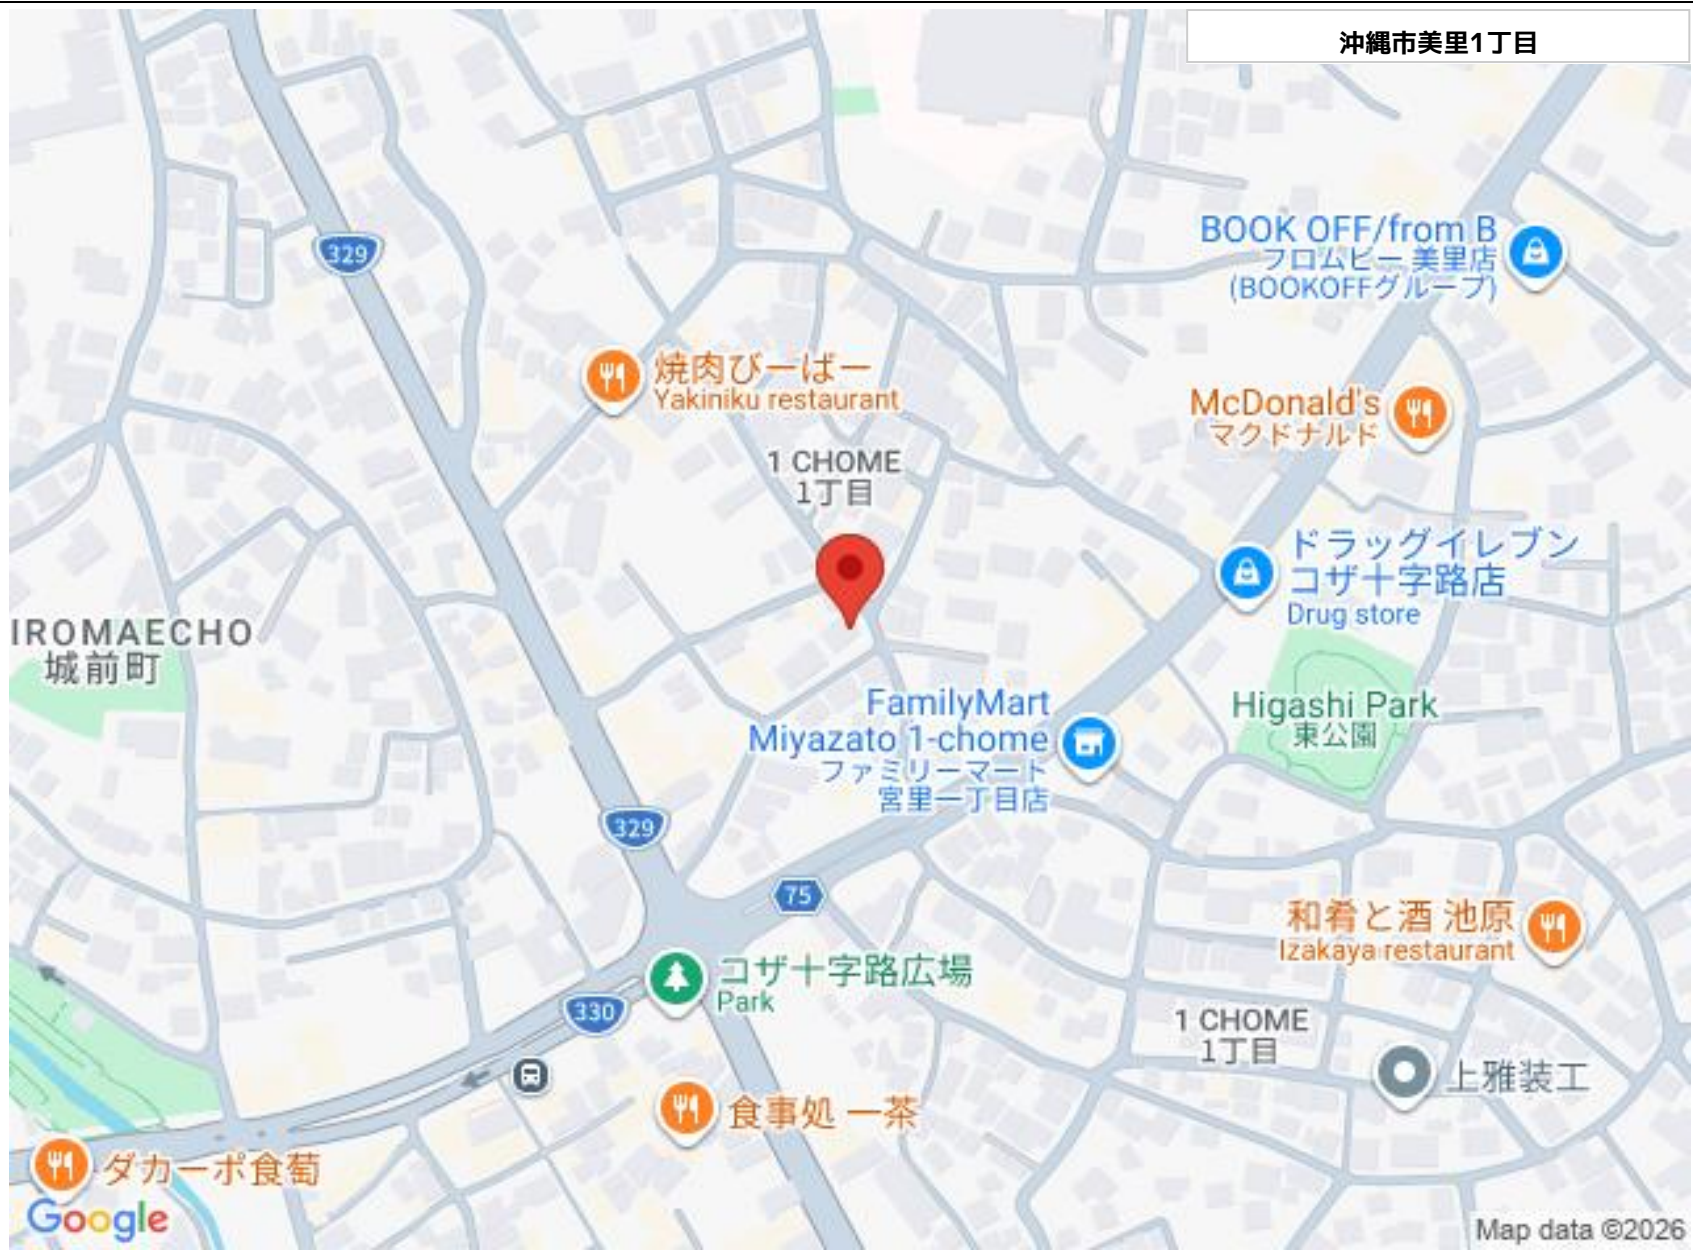 沖縄市美里1丁目
BOOK OFF/from B
フロムビー 美里店
(BOOKOFFグループ)
329
焼肉びーばー
Yakiniku restaurant
McDonald's
マクドナルド
1 CHOME
1丁目
ドラッグイレブン
コザ十字路店
Drug store
IROMAECHO
城前町
FamilyMart
Miyazato 1-chome
ファミリーマート
宮里一丁目店
Higashi Park
東公園
329
75
和肴と酒 池原
Izakaya restaurant
コザ十字路広場
Park
330
1 CHOME
1丁目
上雅装工
食事処 一茶
ダカーポ食萄
Google
Map data ©2026